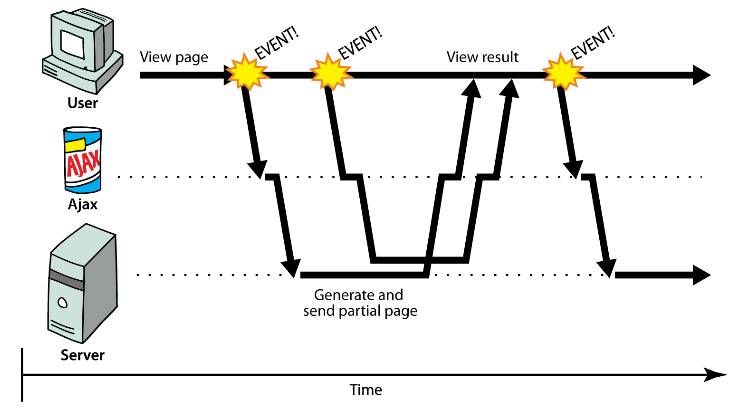 View page
EVENT!
EVENT!
View result
EVENT!
User
AJAX
Ajax
Generate and
send partial page
Server
Time